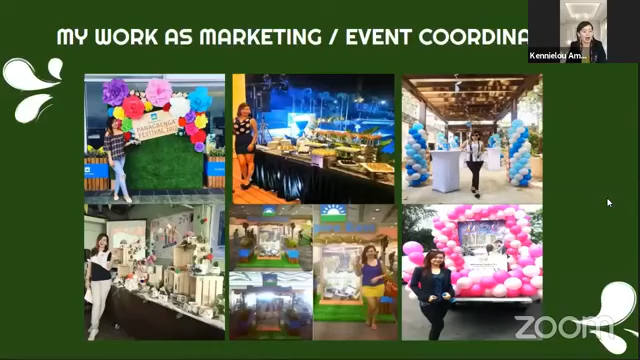 MY WORK AS MARKETING / EVENT COORDINA
Kennielou Am...
PANAGBENGA
FESTIVAL
zoom